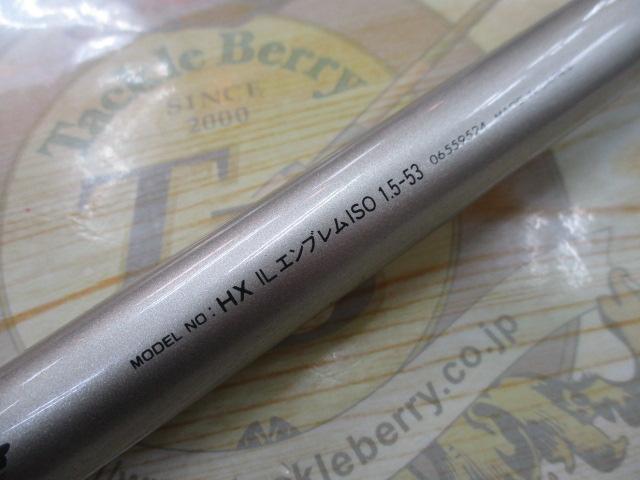 Tackle Berry
SINCE
2000
MODEL NO: HX ILエンブレムISO 1.5-53 06559524
kleberry.co.jp